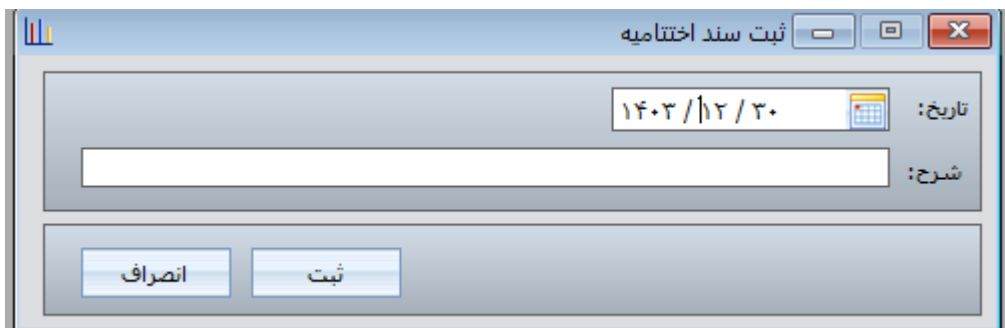 ثبت سند اختتامیه
تاریخ: ۱۴۰۳/۱۲/۳۰
شرح:
ثبت انصراف